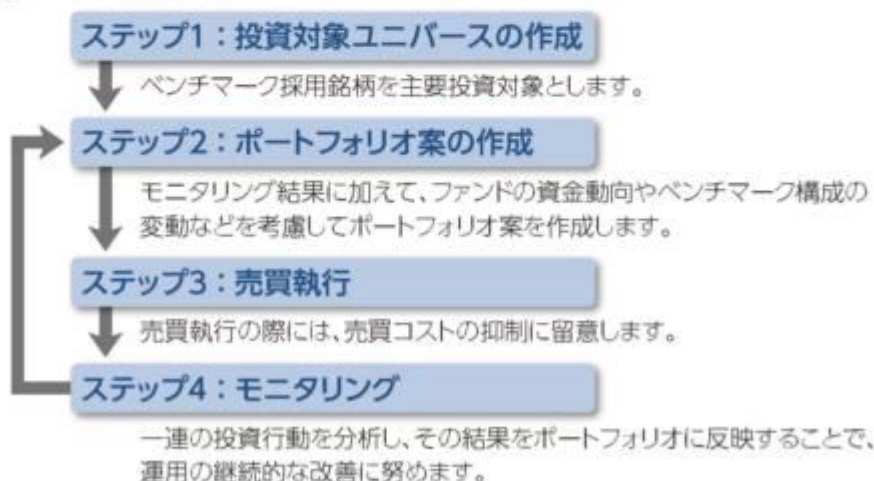 ステップ1：投資対象ユニバースの作成
ベンチマーク採用銘柄を主要投資対象とします。
ステップ2：ポートフォリオ案の作成
モニタリング結果に加えて、ファンドの資金動向やベンチマーク構成の
変動などを考慮してポートフォリオ案を作成します。
ステップ3：売買執行
売買執行の際には、売買コストの抑制に留意します。
ステップ4：モニタリング
一連の投資行動を分析し、その結果をポートフォリオに反映することで、
運用の継続的な改善に努めます。